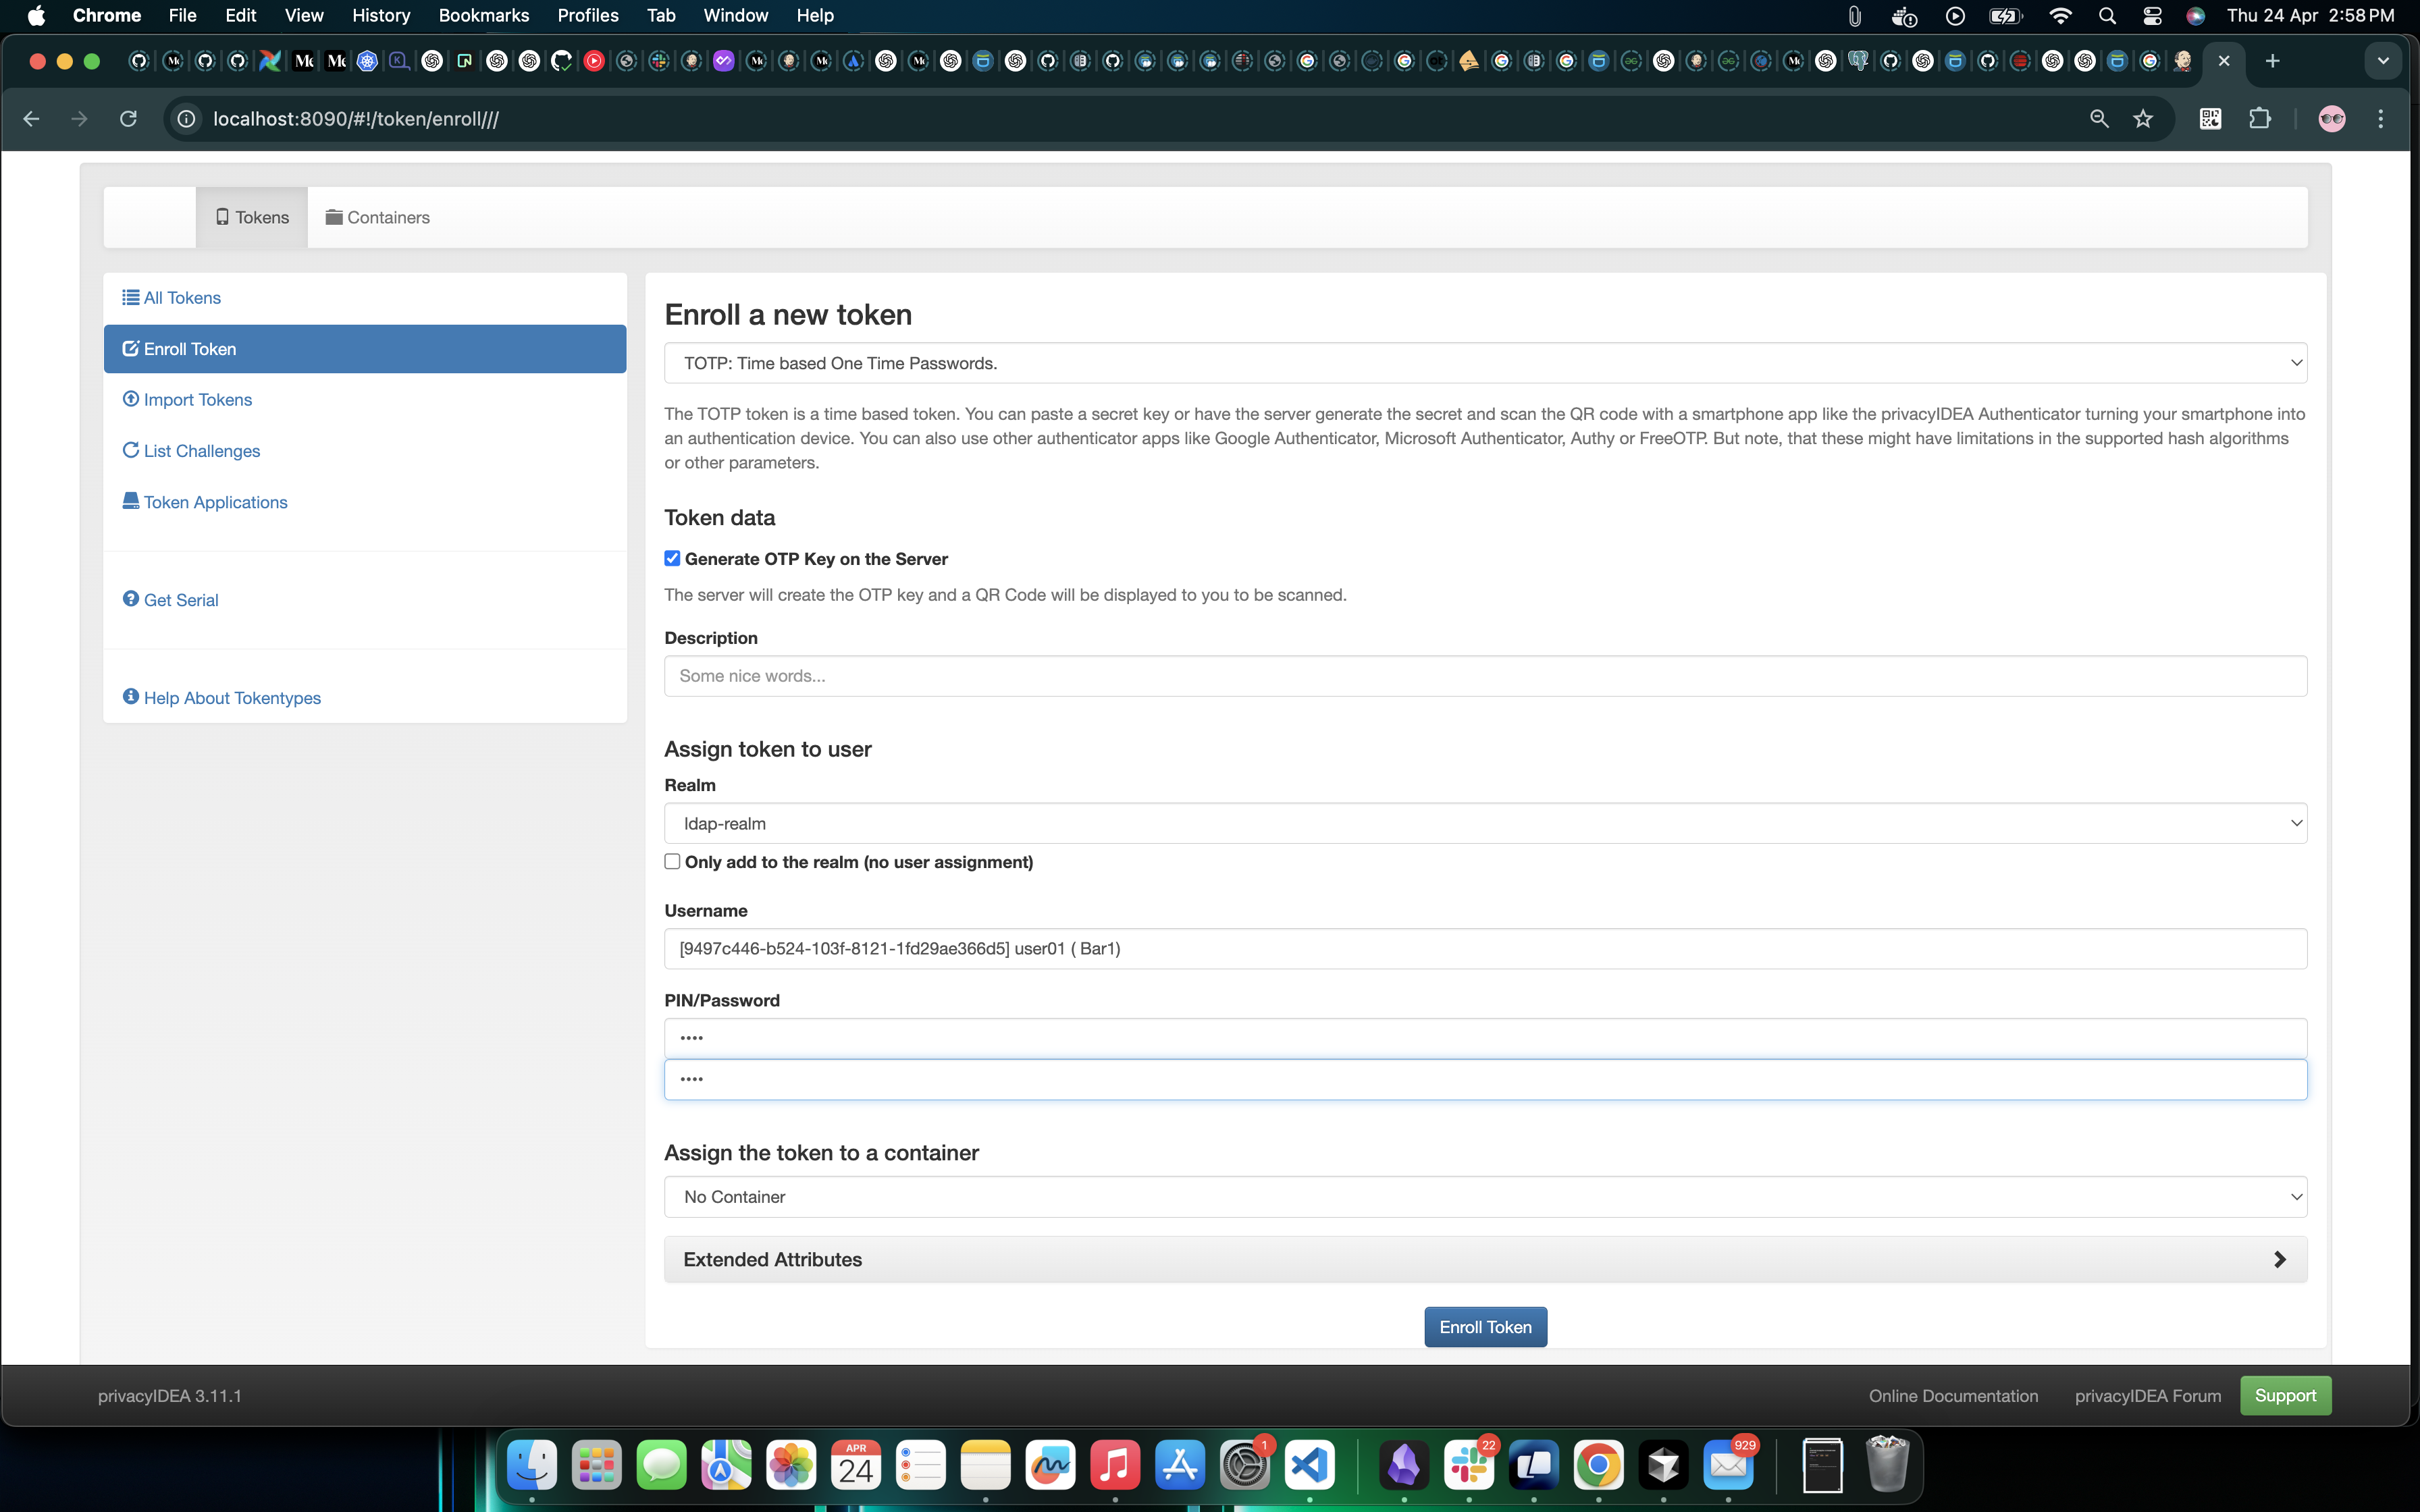 Chrome File Edit View History Bookmarks Profiles Tab Window Help Thu 24 Apr 2:58 PM
localhost:8090/#!/token/enroll///
Tokens Containers
All Tokens
Enroll Token
Import Tokens
List Challenges
Token Applications
Get Serial
Help About Tokentypes
Enroll a new token
TOTP: Time based One Time Passwords.
The TOTP token is a time based token. You can paste a secret key or have the server generate the secret and scan the QR code with a smartphone app like the privacyIDEA Authenticator turning your smartphone into
an authentication device. You can also use other authenticator apps like Google Authenticator, Microsoft Authenticator, Authy or FreeOTP. But note, that these might have limitations in the supported hash algorithms
or other parameters.
Token data
Generate OTP Key on the Server
The server will create the OTP key and a QR Code will be displayed to you to be scanned.
Description
Some nice words...
Assign token to user
Realm
ldap-realm
Only add to the realm (no user assignment)
Username
[9497c446-b524-103f-8121-1fd29ae366d5] user01 ( Bar1)
PIN/Password
••••
••••
Assign the token to a container
No Container
Extended Attributes
Enroll Token
privacyIDEA 3.11.1 Online Documentation privacyIDEA Forum Support
APR
24
1
22
929